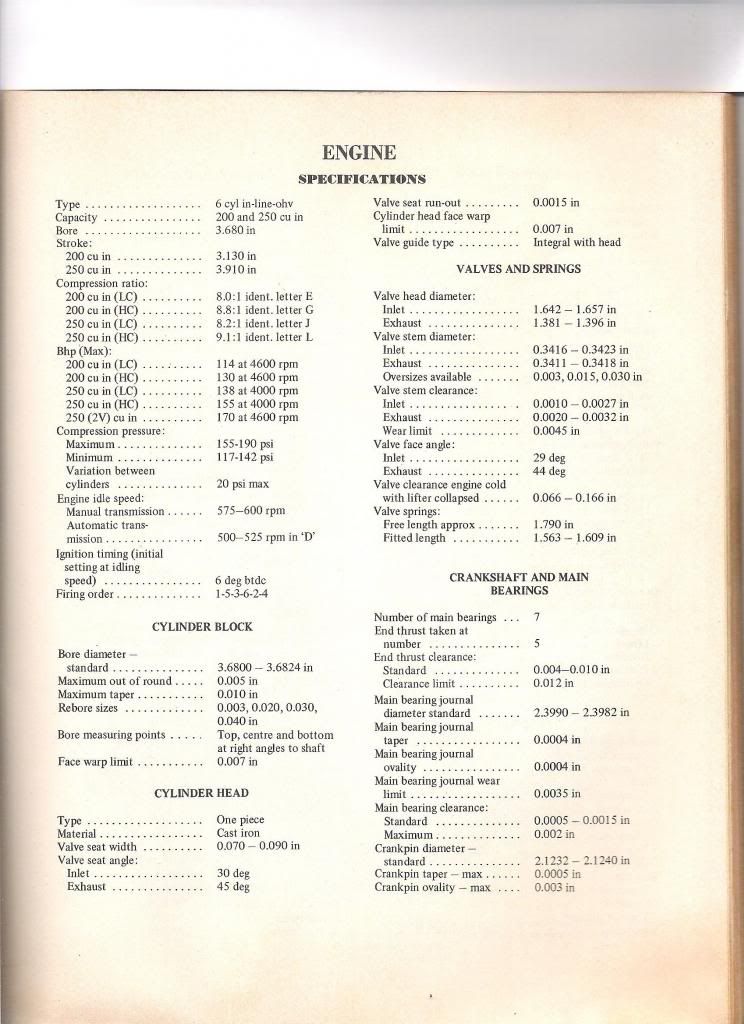 ENGINE
SPECIFICATIONS
Type ................... 6 cyl in-line-ohv
Capacity ................ 200 and 250 cu in
Bore ................... 3.680 in
Stroke:
200 cu in .............. 3.130 in
250 cu in .............. 3.910 in
Compression ratio:
200 cu in (LC) .......... 8.0:1 ident. letter E
200 cu in (HC) .......... 8.8:1 ident. letter G
250 cu in (LC) .......... 8.2:1 ident. letter J
250 cu in (HC) .......... 9.1:1 ident. letter L
Bhp (Max):
200 cu in (LC) .......... 114 at 4600 rpm
200 cu in (HC) .......... 130 at 4600 rpm
250 cu in (LC) .......... 138 at 4000 rpm
250 cu in (HC) .......... 155 at 4000 rpm
250 (2V) cu in .......... 170 at 4600 rpm
Compression pressure:
Maximum .............. 155-190 psi
Minimum .............. 117-142 psi
Variation between
cylinders .............. 20 psi max
Engine idle speed:
Manual transmission ...... 575—600 rpm
Automatic trans-
mission ................ 500—525 rpm in ‘D’
Ignition timing (initial
setting at idling
speed) ................ 6 deg btdc
Firing order .............. 1-5-3-6-2-4
CYLINDER BLOCK
Bore diameter —
standard ............... 3.6800 — 3.6824 in
Maximum out of round ..... 0.005 in
Maximum taper ........... 0.010 in
Rebore sizes ............. 0.003, 0.020, 0.030,
0.040 in
Bore measuring points ..... Top, centre and bottom
at right angles to shaft
Face warp limit ........... 0.007 in
CYLINDER HEAD
Type ................... One piece
Material ................. Cast iron
Valve seat width .......... 0.070 — 0.090 in
Valve seat angle:
Inlet .................. 30 deg
Exhaust ............... 45 deg
Valve seat run-out ......... 0.0015 in
Cylinder head face warp
limit .................. 0.007 in
Valve guide type .......... Integral with head
VALVES AND SPRINGS
Valve head diameter:
Inlet .................. 1.642 — 1.657 in
Exhaust ............... 1.381 — 1.396 in
Valve stem diameter:
Inlet .................. 0.3416 — 0.3423 in
Exhaust ............... 0.3411 — 0.3418 in
Oversizes available ....... 0.003, 0.015, 0.030 in
Valve stem clearance:
Inlet .................. 0.0010 — 0.0027 in
Exhaust ............... 0.0020 — 0.0032 in
Wear limit ............. 0.0045 in
Valve face angle:
Inlet .................. 29 deg
Exhaust ............... 44 deg
Valve clearance engine cold
with lifter collapsed ...... 0.066 — 0.166 in
Valve springs:
Free length approx ....... 1.790 in
Fitted length ........... 1.563 — 1.609 in
CRANKSHAFT AND MAIN
BEARINGS
Number of main bearings ... 7
End thrust taken at
number ............... 5
End thrust clearance:
Standard .............. 0.004—0.010 in
Clearance limit .......... 0.012 in
Main bearing journal
diameter standard ....... 2.3990 — 2.3982 in
Main bearing journal
taper ................. 0.0004 in
Main bearing journal
ovality ................ 0.0004 in
Main bearing journal wear
limit .................. 0.0035 in
Main bearing clearance:
Standard .............. 0.0005 — 0.0015 in
Maximum .............. 0.002 in
Crankpin diameter —
standard ............... 2.1232 — 2.1240 in
Crankpin taper — max ...... 0.0005 in
Crankpin ovality — max .... 0.003 in